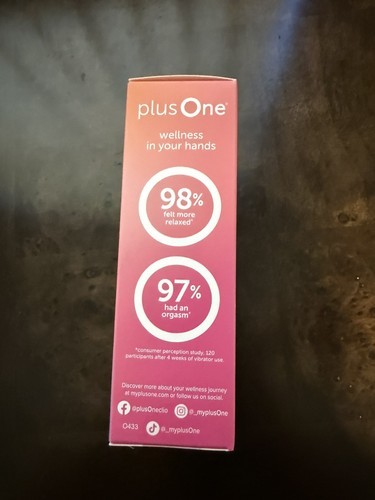 plusOne®
wellness
in your hands
98%
felt more
relaxed*
97%
had an
orgasm*
*consumer perception study, 120
participants after 4 weeks of vibrator use.
Discover more about your wellness journey
at myplusone.com or follow us on social.
@plusOneclio @_myplusOne
O433 @_myplusOne